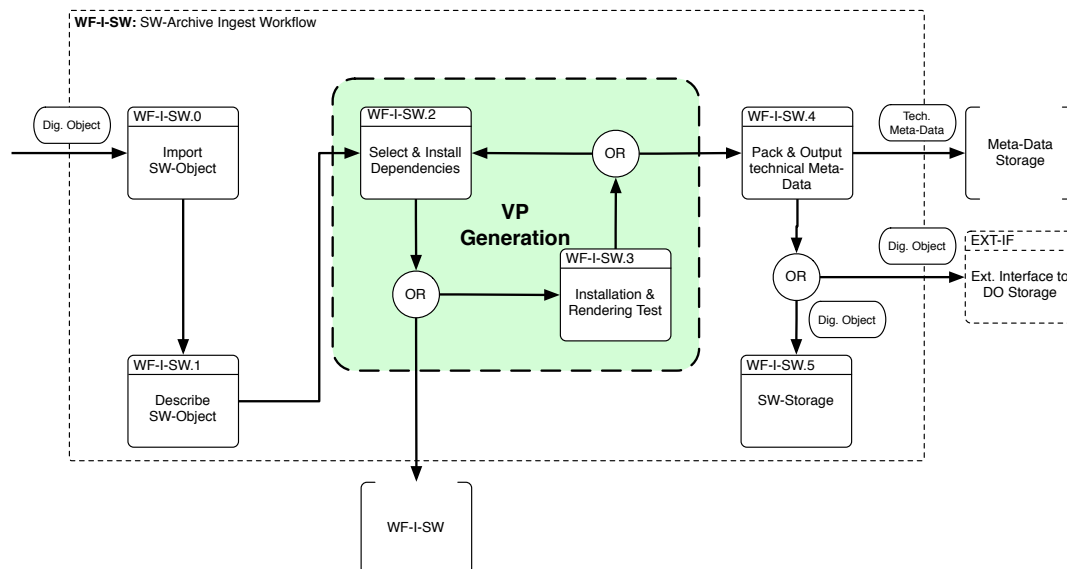 WF-I-SW: SW-Archive Ingest Workflow
Dig. Object
WF-I-SW.0
Import
SW-Object
WF-I-SW.1
Describe
SW-Object
WF-I-SW.2
Select & Install
Dependencies
OR
VP
Generation
OR
WF-I-SW.3
Installation &
Rendering Test
WF-I-SW
WF-I-SW.4
Pack & Output
technical Meta-
Data
Tech.
Meta-Data
Meta-Data
Storage
OR
Dig. Object
EXT-IF
Ext. Interface to
DO Storage
Dig. Object
WF-I-SW.5
SW-Storage